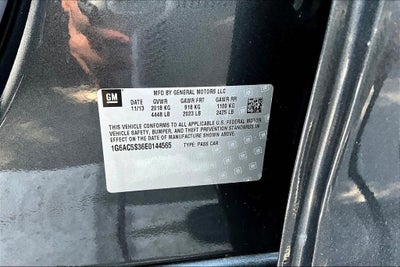 GM
MFD BY GENERAL MOTORS LLC
DATE GVWR GAWR FRT GAWR RR
11/13 2018 KG 918 KG 1100 KG
4448 LB 2023 LB 2425 LB
THIS VEHICLE CONFORMS TO ALL APPLICABLE U.S. FEDERAL MOTOR
VEHICLE SAFETY, BUMPER, AND THEFT PREVENTION STANDARDS IN
EFFECT ON THE DATE OF MANUFACTURE SHOWN ABOVE.
1G6AC5S36E0144565 TYPE: PASS CAR